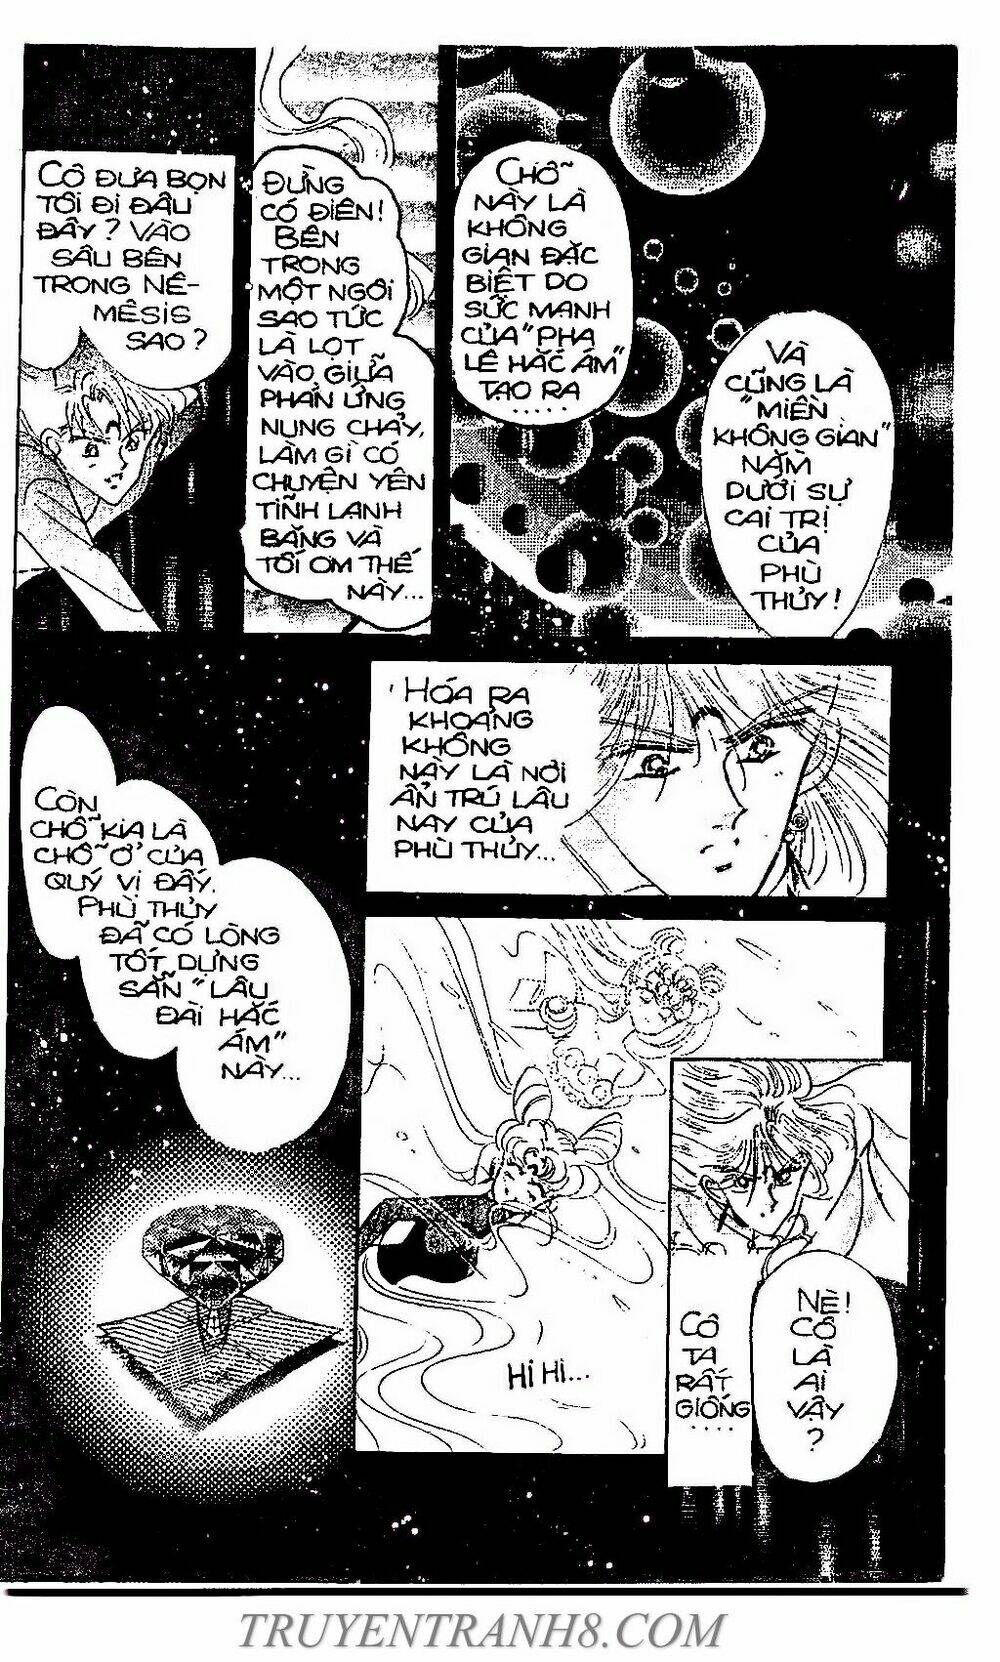 CÔ ĐƯA BỌN
TÔI ĐI ĐÂU
ĐÂY? VÀO
SÂU BÊN
TRONG NÊ-
MÊSIS
SAO?
ĐỪNG
CÓ ĐIÊN!
BÊN
TRONG
MỘT NGÔI
SAO TỨC
LÀ LỌT
VÀO GIỮA
PHẢN ỨNG
NUNG CHẢY,
LÀM GÌ CÓ
CHUYỆN YÊN
TĨNH LẠNH
BĂNG VÀ
TỐI OM THẾ
NÀY...
CHỖ
NÀY LÀ
KHÔNG
GIAN ĐẶC
BIỆT DO
SỨC MẠNH
CỦA "PHA
LÊ HẮC ÁM"
TẠO RA
.....
VÀ
CŨNG LÀ
"MIỀN
KHÔNG GIAN"
NẰM
DƯỚI SỰ
CAI TRỊ
CỦA
PHÙ
THỦY!
HÓA RA
KHOẢNG
KHÔNG
NÀY LÀ NƠI
ẨN TRÚ LÂU
NAY CỦA
PHÙ THỦY...
CÒN
CHỖ KIA LÀ
CHỖ Ở CỦA
QUÝ VỊ ĐẤY.
PHÙ THỦY
ĐÃ CÓ LÒNG
TỐT DỰNG
SẴN "LÂU
ĐÀI HẮC
ÁM"
NÀY...
HI HI...
CÔ
TA
RẤT
GIỐNG
.....
NÈ!
CÔ
LÀ
AI
VẬY
?
TRUYENTRANH8.COM